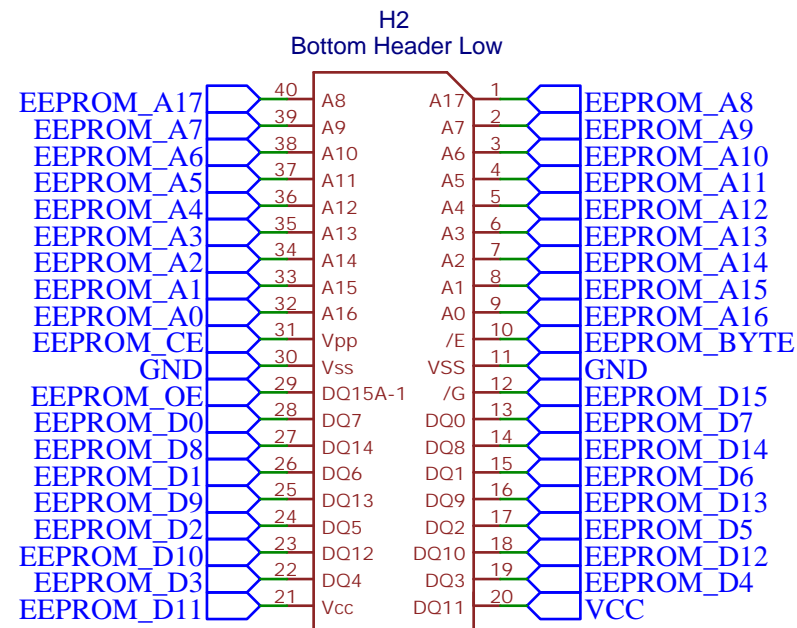 H2
Bottom Header Low
EEPROM_A17 40 A8 A17 1 EEPROM_A8
EEPROM_A7 39 A9 A7 2 EEPROM_A9
EEPROM_A6 38 A10 A6 3 EEPROM_A10
EEPROM_A5 37 A11 A5 4 EEPROM_A11
EEPROM_A4 36 A12 A4 5 EEPROM_A12
EEPROM_A3 35 A13 A3 6 EEPROM_A13
EEPROM_A2 34 A14 A2 7 EEPROM_A14
EEPROM_A1 33 A15 A1 8 EEPROM_A15
EEPROM_A0 32 A16 A0 9 EEPROM_A16
EEPROM_CE 31 Vpp /E 10 EEPROM_BYTE
GND 30 Vss VSS 11 GND
EEPROM_OE 29 DQ15A-1 /G 12 EEPROM_D15
EEPROM_D0 28 DQ7 DQ0 13 EEPROM_D7
EEPROM_D8 27 DQ14 DQ8 14 EEPROM_D14
EEPROM_D1 26 DQ6 DQ1 15 EEPROM_D6
EEPROM_D9 25 DQ13 DQ9 16 EEPROM_D13
EEPROM_D2 24 DQ5 DQ2 17 EEPROM_D5
EEPROM_D10 23 DQ12 DQ10 18 EEPROM_D12
EEPROM_D3 22 DQ4 DQ3 19 EEPROM_D4
EEPROM_D11 21 Vcc DQ11 20 VCC